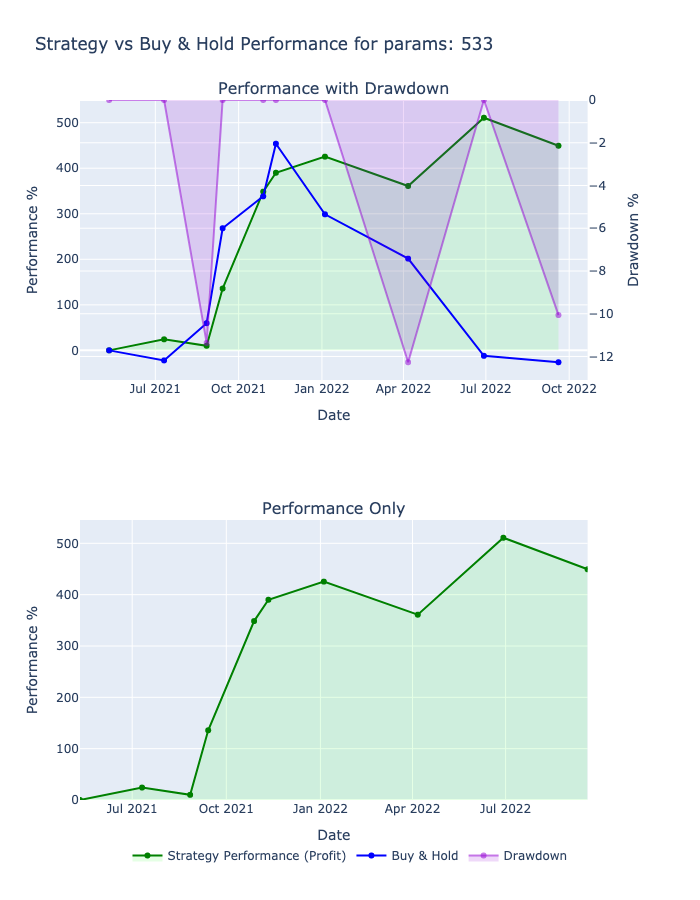 Strategy vs Buy & Hold Performance for params: 533
Performance with Drawdown
500
400
300
200
100
0
Performance %
0
−2
−4
−6
−8
−10
−12
Drawdown %
Jul 2021 Oct 2021 Jan 2022 Apr 2022 Jul 2022 Oct 2022
Date
Performance Only
500
400
300
200
100
0
Performance %
Jul 2021 Oct 2021 Jan 2022 Apr 2022 Jul 2022
Date
Strategy Performance (Profit) Buy & Hold Drawdown